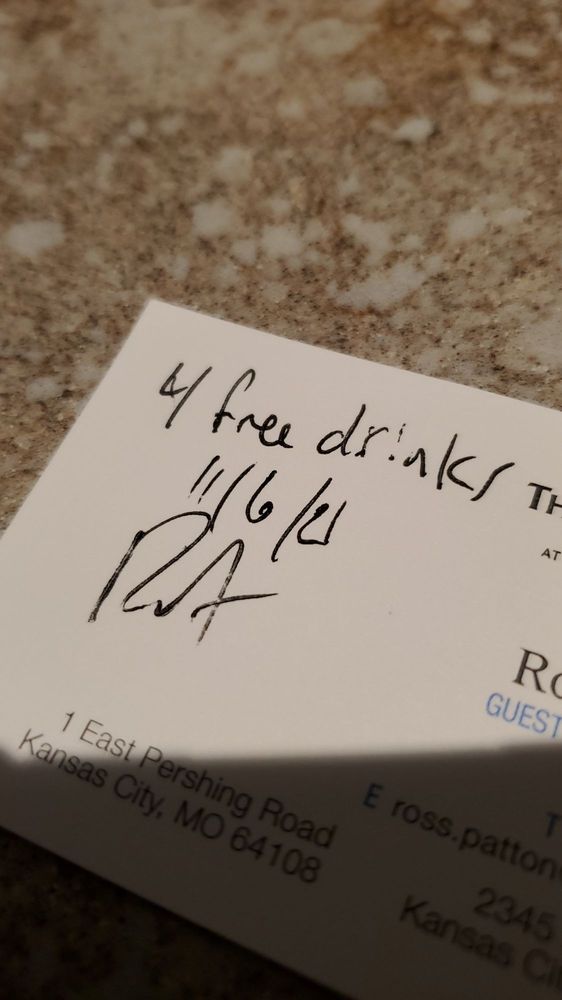 4 free drinks
11/6/21
TH
AT
Ro
GUEST
1 East Pershing Road
Kansas City, MO 64108
T
E ross.patton
2345
Kansas Ci